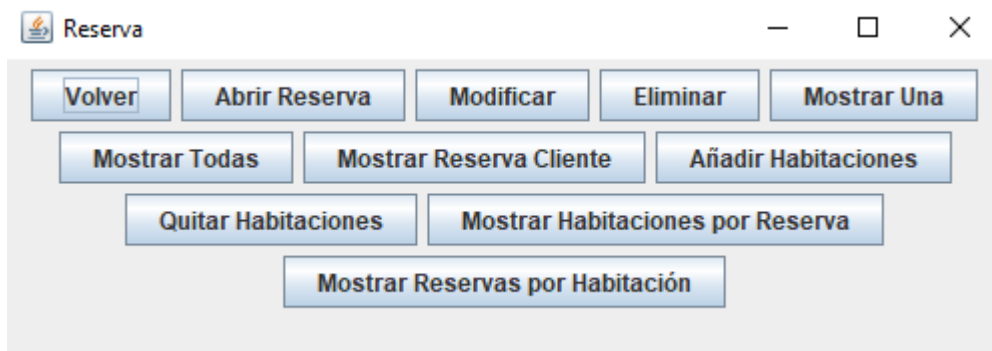 Reserva
Volver Abrir Reserva Modificar Eliminar Mostrar Una
Mostrar Todas Mostrar Reserva Cliente Añadir Habitaciones
Quitar Habitaciones Mostrar Habitaciones por Reserva
Mostrar Reservas por Habitación